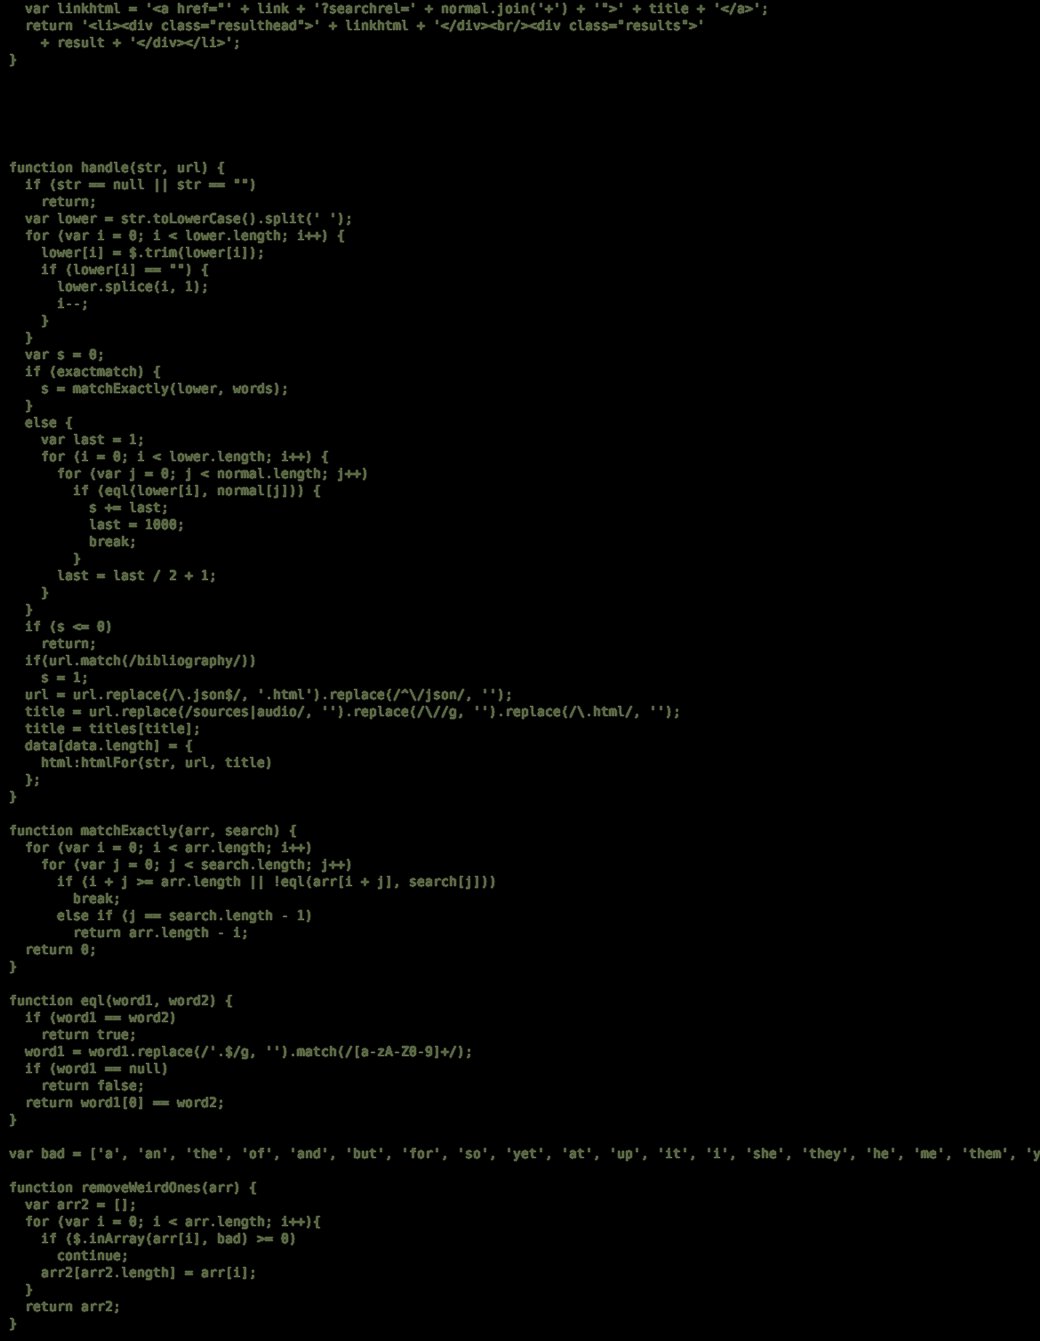 var linkhtml = '<a href="' + link + '?searchrel=' + normal.join('+') + '">' + title + '</a>';
  return '<li><div class="resulthead">' + linkhtml + '</div><br/><div class="results">'
    + result + '</div></li>';
}
function handle(str, url) {
  if (str == null || str == "")
    return;
  var lower = str.toLowerCase().split(' ');
  for (var i = 0; i < lower.length; i++) {
    lower[i] = $.trim(lower[i]);
    if (lower[i] == "") {
      lower.splice(i, 1);
      i--;
    }
  }
  var s = 0;
  if (exactmatch) {
    s = matchExactly(lower, words);
  }
  else {
    var last = 1;
    for (i = 0; i < lower.length; i++) {
      for (var j = 0; j < normal.length; j++)
        if (eql(lower[i], normal[j])) {
          s += last;
          last = 1000;
          break;
        }
      last = last / 2 + 1;
    }
  }
  if (s <= 0)
    return;
  if(url.match(/bibliography/))
    s = 1;
  url = url.replace(/\.json$/, '.html').replace(/^\/json/, '');
  title = url.replace(/sources|audio/, '').replace(/\//g, '').replace(/\.html/, '');
  title = titles[title];
  data[data.length] = {
    html:htmlFor(str, url, title)
  };
}
function matchExactly(arr, search) {
  for (var i = 0; i < arr.length; i++)
    for (var j = 0; j < search.length; j++)
      if (i + j >= arr.length || !eql(arr[i + j], search[j]))
        break;
      else if (j == search.length - 1)
        return arr.length - i;
  return 0;
}
function eql(word1, word2) {
  if (word1 == word2)
    return true;
  word1 = word1.replace(/'.$/g, '').match(/[a-zA-Z0-9]+/);
  if (word1 == null)
    return false;
  return word1[0] == word2;
}
var bad = ['a', 'an', 'the', 'of', 'and', 'but', 'for', 'so', 'yet', 'at', 'up', 'it', 'i', 'she', 'they', 'he', 'me', 'them', 'y
function removeWeirdOnes(arr) {
  var arr2 = [];
  for (var i = 0; i < arr.length; i++){
    if ($.inArray(arr[i], bad) >= 0)
      continue;
    arr2[arr2.length] = arr[i];
  }
  return arr2;
}